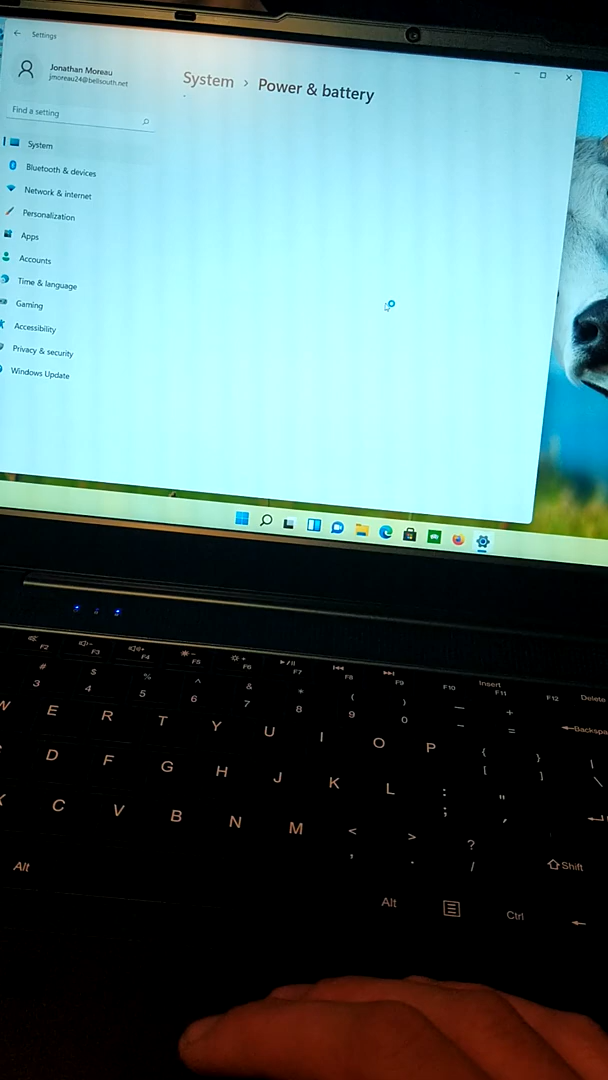 Settings
Jonathan Moreau
jmoreau24@bellsouth.net
System > Power & battery
Find a setting
System
Bluetooth & devices
Network & internet
Personalization
Apps
Accounts
Time & language
Gaming
Accessibility
Privacy & security
Windows Update
F2 F3 F4 F5 F6 F7 F8 F9 F10 Insert F11 F12 Delete
# $ % ^ & * ( ) — +
3 4 5 6 7 8 9 0 - = Backspa
W E R T Y U I O P { } |
[ ] \
D F G H J K L : "
; '
C V B N M < > ? Shift
, . /
Alt Alt Ctrl